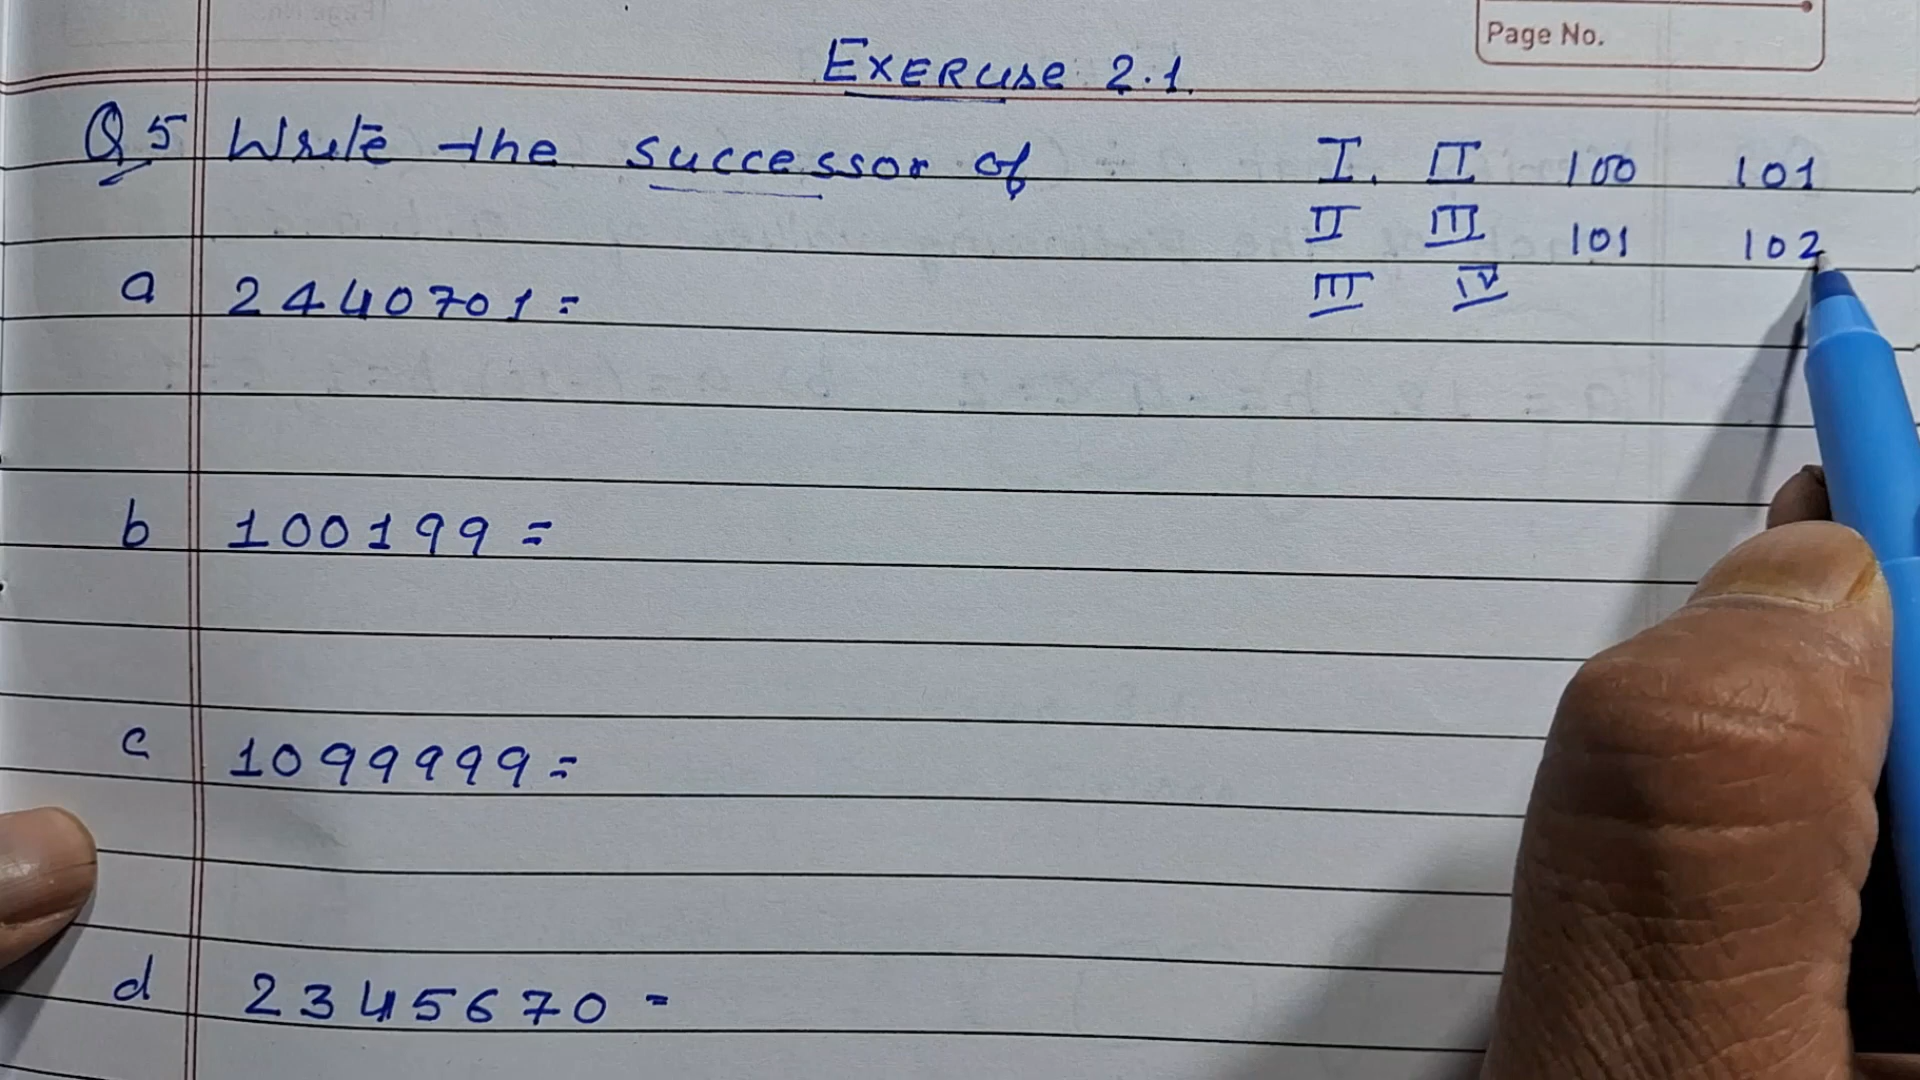 Page No.
Exercise 2.1.
Q5 Write the successor of
I. II 100 101
II III 101 102
III IV
a 2440701 =
b 100199 =
c 1099999 =
d 2345670 =